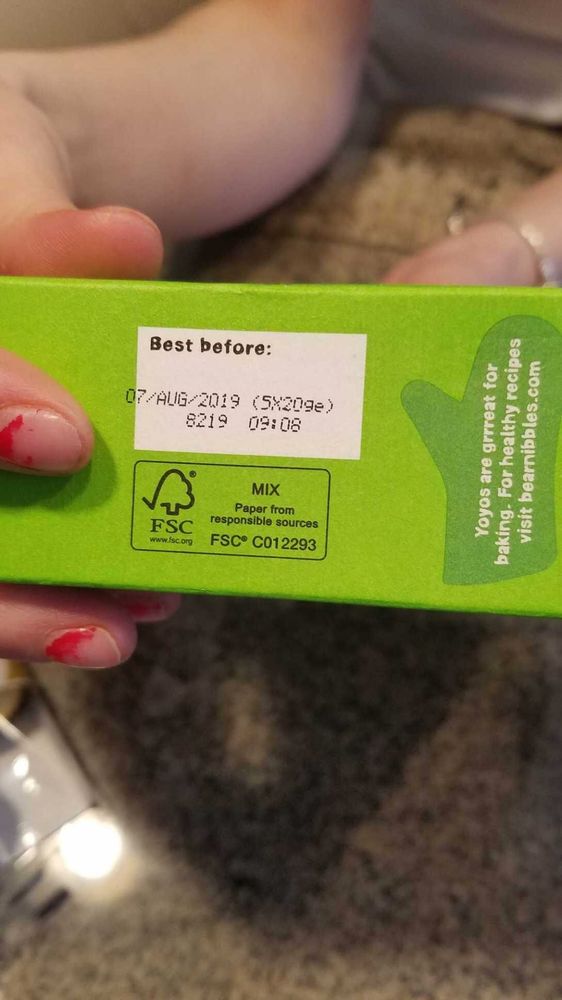 Best before:
07/AUG/2019 (5X20ge)
8219 09:08
FSC
www.fsc.org
MIX
Paper from
responsible sources
FSC® C012293
Yoyos are grrreat for
baking. For healthy recipes
visit bearnibbles.com